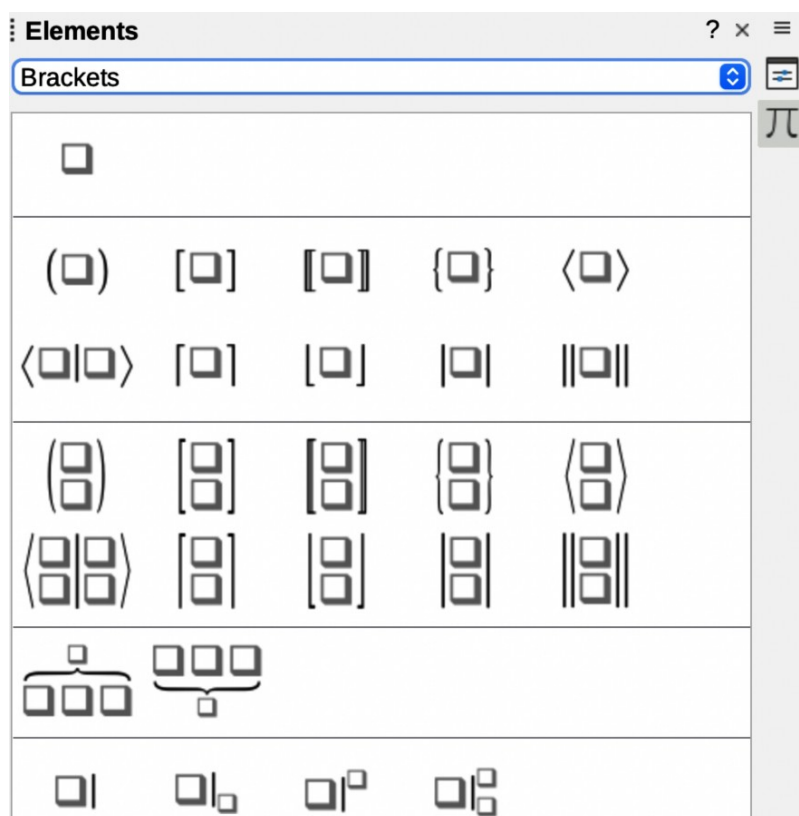 Elements ? ×
Brackets
π
(□) [□] ⟦□⟧ {□} ⟨□⟩
⟨□|□⟩ ⌈□⌉ ⌊□⌋ |□| ||□||